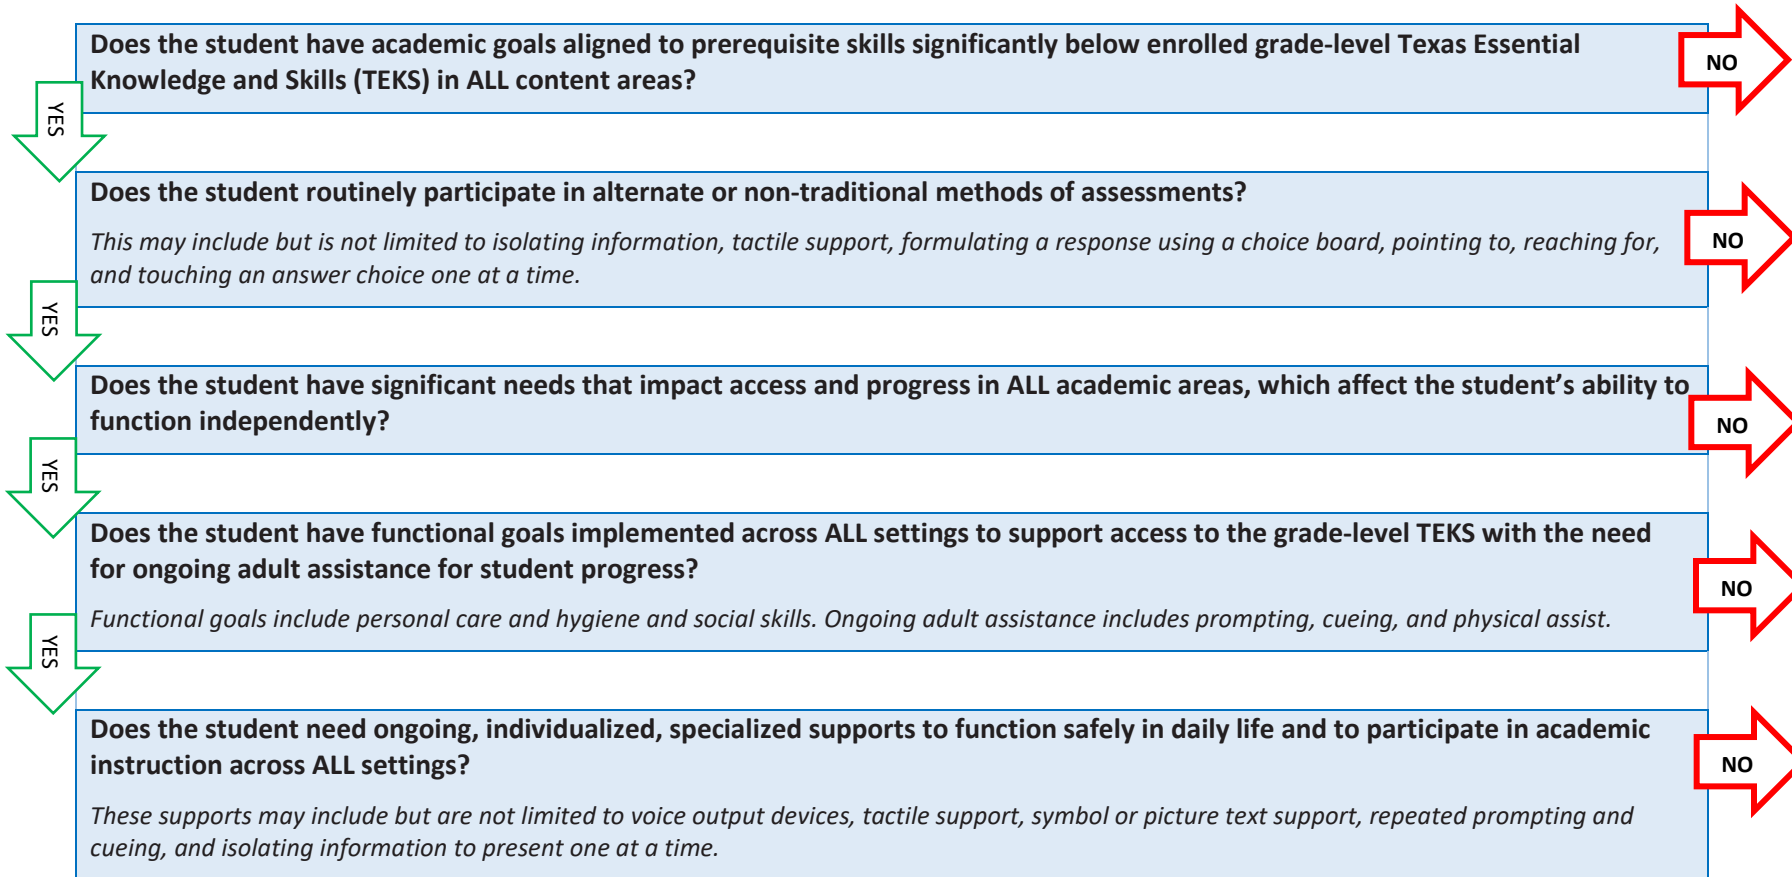 Does the student have academic goals aligned to prerequisite skills significantly below enrolled grade-level Texas Essential
Knowledge and Skills (TEKS) in ALL content areas?
NO
YES
Does the student routinely participate in alternate or non-traditional methods of assessments?
This may include but is not limited to isolating information, tactile support, formulating a response using a choice board, pointing to, reaching for,
and touching an answer choice one at a time.
NO
YES
Does the student have significant needs that impact access and progress in ALL academic areas, which affect the student’s ability to
function independently?
NO
YES
Does the student have functional goals implemented across ALL settings to support access to the grade-level TEKS with the need
for ongoing adult assistance for student progress?
Functional goals include personal care and hygiene and social skills. Ongoing adult assistance includes prompting, cueing, and physical assist.
NO
YES
Does the student need ongoing, individualized, specialized supports to function safely in daily life and to participate in academic
instruction across ALL settings?
These supports may include but are not limited to voice output devices, tactile support, symbol or picture text support, repeated prompting and
cueing, and isolating information to present one at a time.
NO